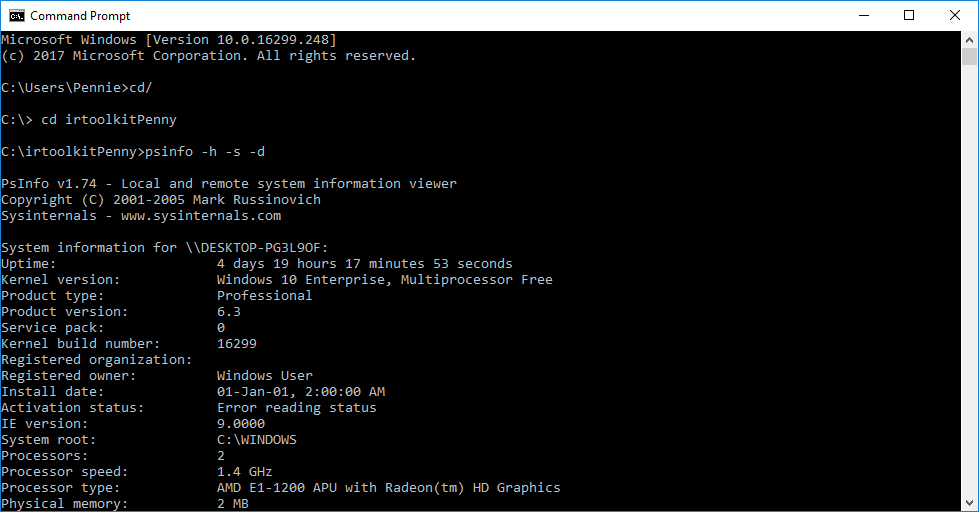 Command Prompt
Microsoft Windows [Version 10.0.16299.248]
(c) 2017 Microsoft Corporation. All rights reserved.
C:\Users\Pennie>cd/
C:\> cd irtoolkitPenny
C:\irtoolkitPenny>psinfo -h -s -d
PsInfo v1.74 - Local and remote system information viewer
Copyright (C) 2001-2005 Mark Russinovich
Sysinternals - www.sysinternals.com
System information for \\DESKTOP-PG3L9OF:
Uptime: 4 days 19 hours 17 minutes 53 seconds
Kernel version: Windows 10 Enterprise, Multiprocessor Free
Product type: Professional
Product version: 6.3
Service pack: 0
Kernel build number: 16299
Registered organization:
Registered owner: Windows User
Install date: 01-Jan-01, 2:00:00 AM
Activation status: Error reading status
IE version: 9.0000
System root: C:\WINDOWS
Processors: 2
Processor speed: 1.4 GHz
Processor type: AMD E1-1200 APU with Radeon(tm) HD Graphics
Physical memory: 2 MB